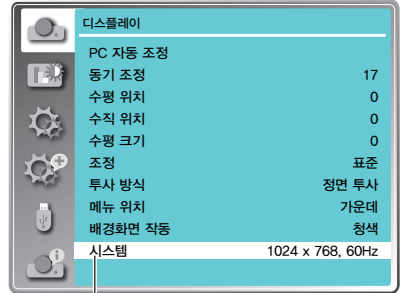 디스플레이
PC 자동 조정
동기 조정 17
수평 위치 0
수직 위치 0
수평 크기 0
조정 표준
투사 방식 정면 투사
메뉴 위치 가운데
배경화면 작동 청색
시스템 1024 x 768, 60Hz